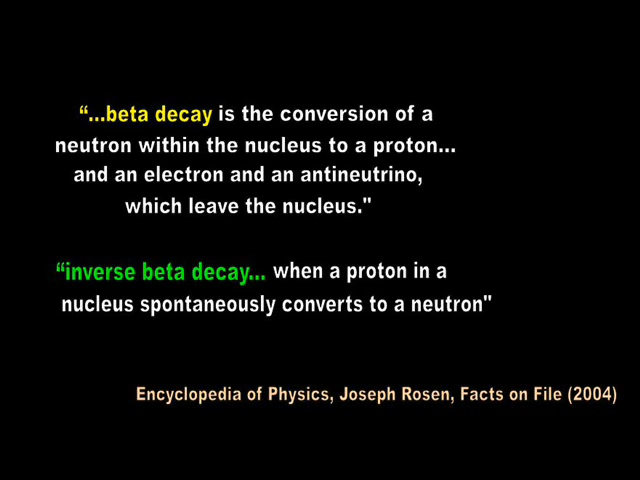 “...beta decay is the conversion of a
neutron within the nucleus to a proton...
and an electron and an antineutrino,
which leave the nucleus."
“inverse beta decay... when a proton in a
nucleus spontaneously converts to a neutron"
Encyclopedia of Physics, Joseph Rosen, Facts on File (2004)